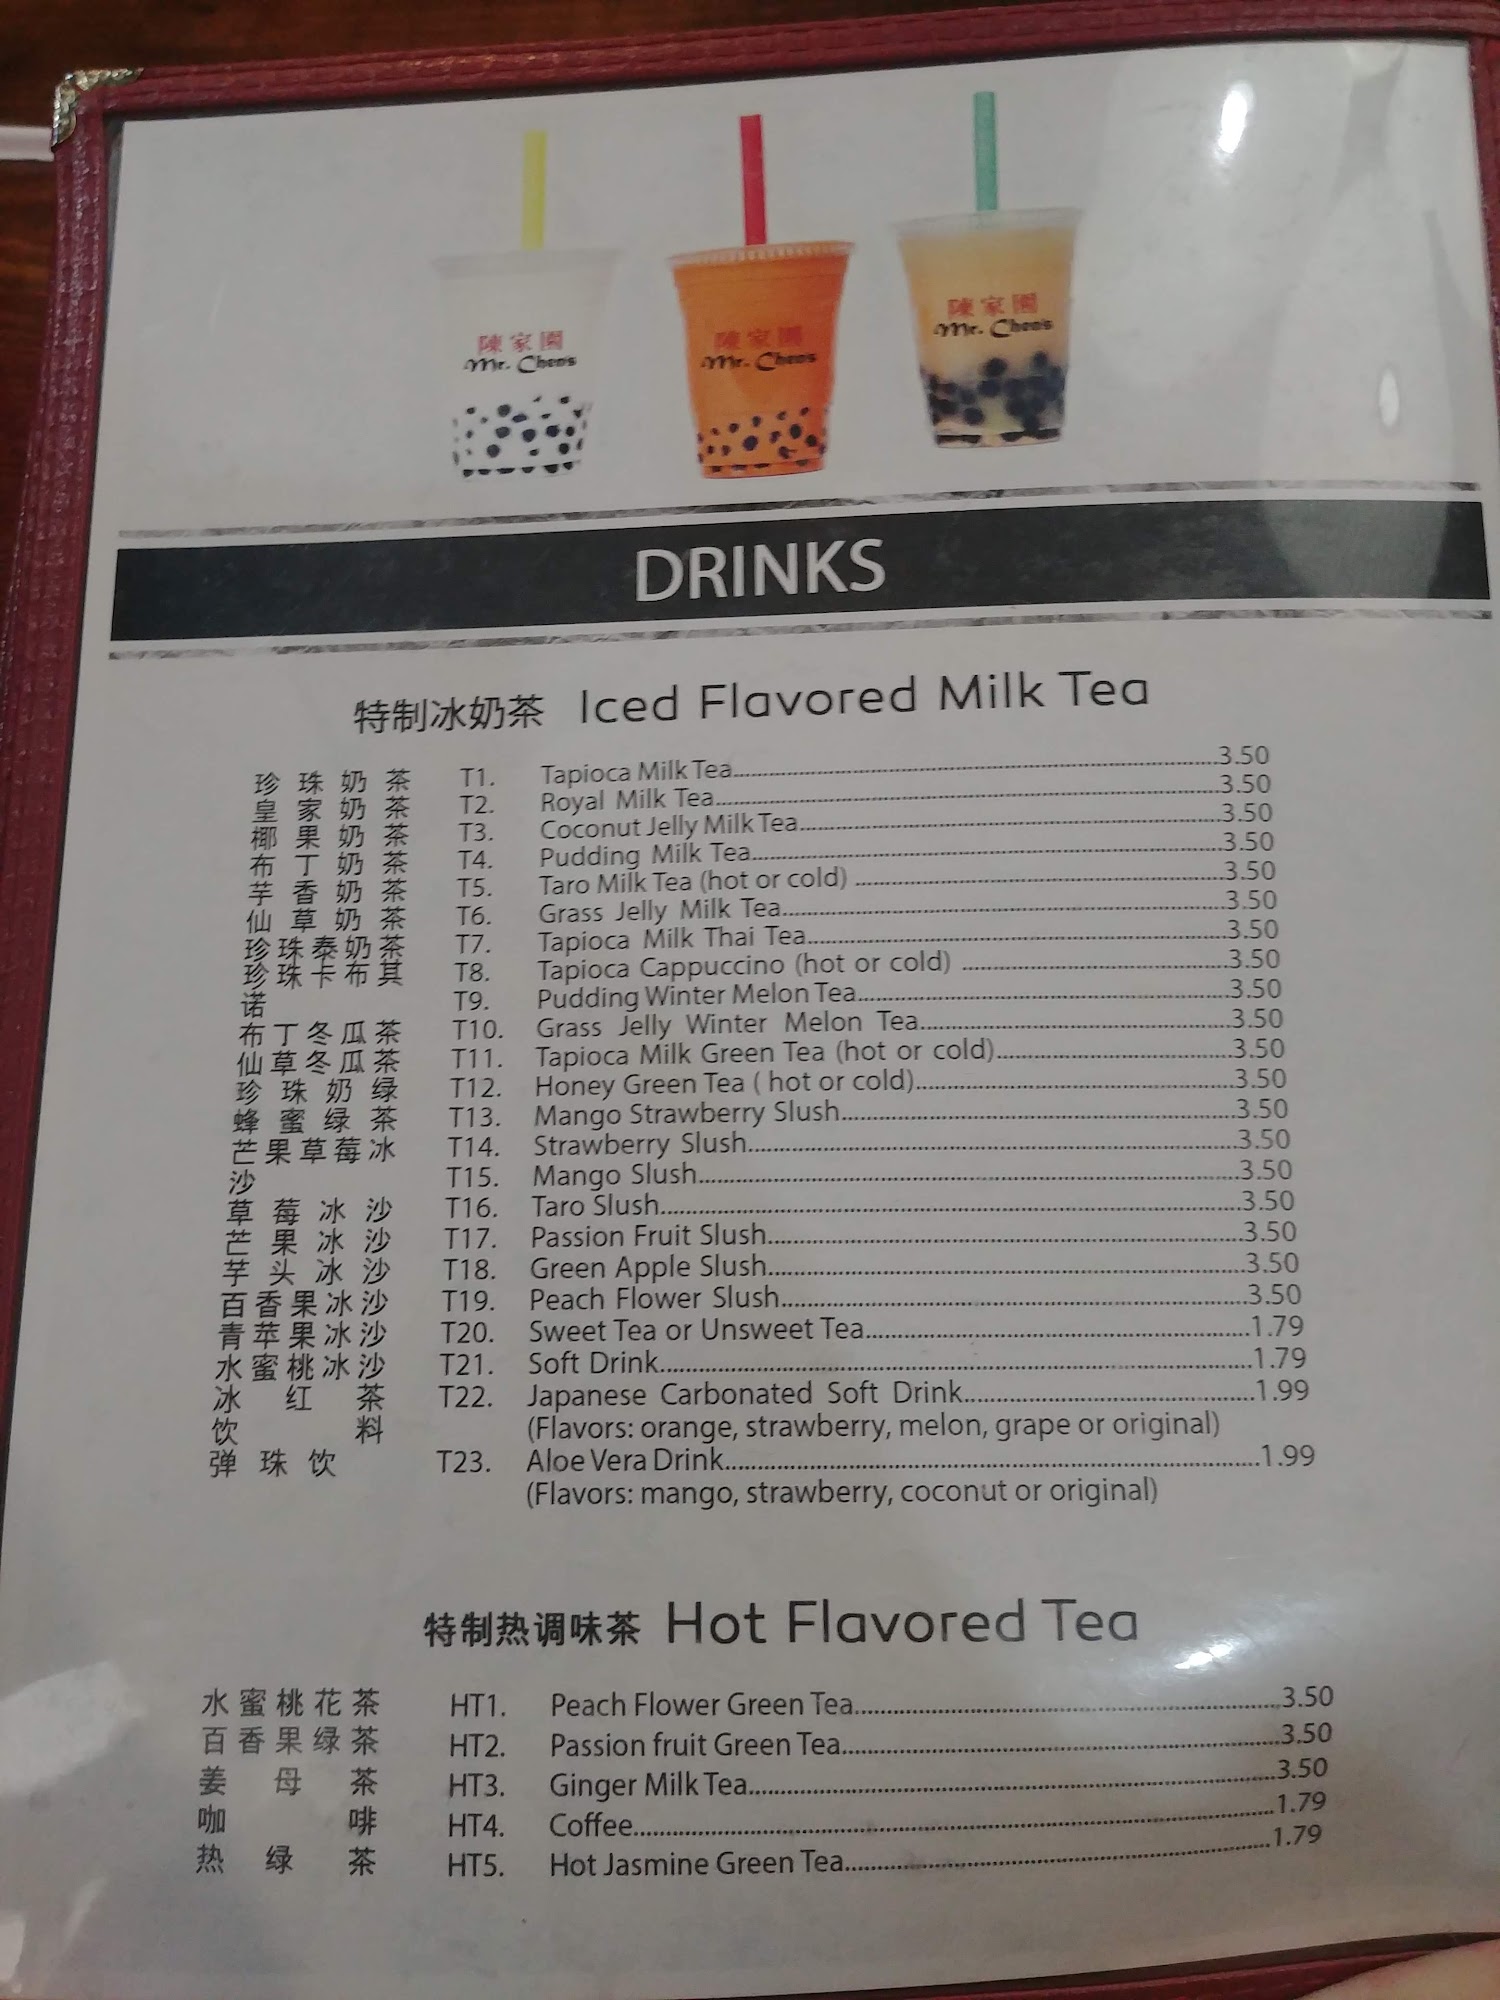 陳家園
Mr. Chen's
陳家園
Mr. Chen's
陳家園
Mr. Chen's
DRINKS
特制冰奶茶 Iced Flavored Milk Tea
珍珠奶茶 T1. Tapioca Milk Tea 3.50
皇家奶茶 T2. Royal Milk Tea 3.50
椰果奶茶 T3. Coconut Jelly Milk Tea 3.50
布丁奶茶 T4. Pudding Milk Tea 3.50
芋香奶茶 T5. Taro Milk Tea (hot or cold) 3.50
仙草奶茶 T6. Grass Jelly Milk Tea 3.50
珍珠泰奶茶 T7. Tapioca Milk Thai Tea 3.50
珍珠卡布其 T8. Tapioca Cappuccino (hot or cold) 3.50
诺 T9. Pudding Winter Melon Tea 3.50
布丁冬瓜茶 T10. Grass Jelly Winter Melon Tea 3.50
仙草冬瓜茶 T11. Tapioca Milk Green Tea (hot or cold) 3.50
珍珠奶绿 T12. Honey Green Tea ( hot or cold) 3.50
蜂蜜绿茶 T13. Mango Strawberry Slush 3.50
芒果草莓冰 T14. Strawberry Slush 3.50
沙 T15. Mango Slush 3.50
草莓冰沙 T16. Taro Slush 3.50
芒果冰沙 T17. Passion Fruit Slush 3.50
芋头冰沙 T18. Green Apple Slush 3.50
百香果冰沙 T19. Peach Flower Slush 3.50
青苹果冰沙 T20. Sweet Tea or Unsweet Tea 1.79
水蜜桃冰沙 T21. Soft Drink 1.79
冰红茶 T22. Japanese Carbonated Soft Drink 1.99
饮料 (Flavors: orange, strawberry, melon, grape or original)
弹珠饮 T23. Aloe Vera Drink 1.99
(Flavors: mango, strawberry, coconut or original)
特制热调味茶 Hot Flavored Tea
水蜜桃花茶 HT1. Peach Flower Green Tea 3.50
百香果绿茶 HT2. Passion fruit Green Tea 3.50
姜母茶 HT3. Ginger Milk Tea 3.50
咖啡 HT4. Coffee 1.79
热绿茶 HT5. Hot Jasmine Green Tea 1.79